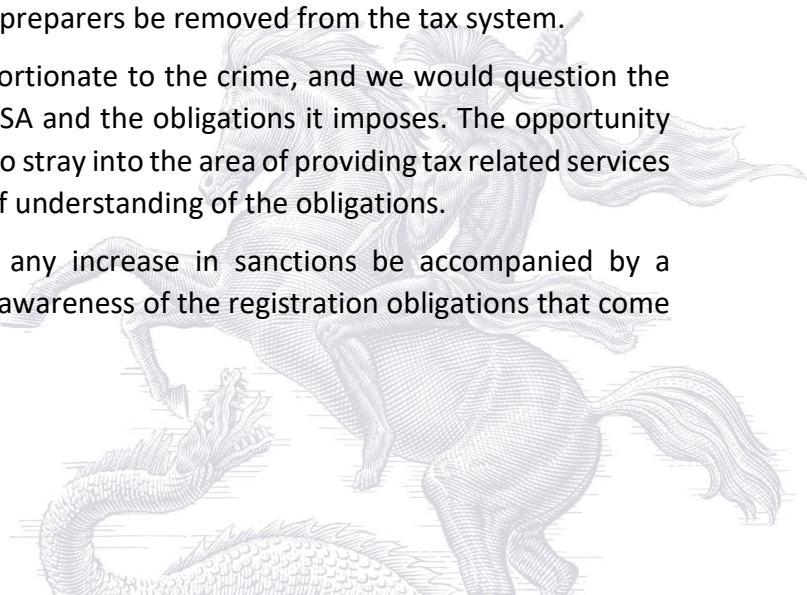 preparers be removed from the tax system.
ortionate to the crime, and we would question the
SA and the obligations it imposes. The opportunity
o stray into the area of providing tax related services
f understanding of the obligations.
any increase in sanctions be accompanied by a
awareness of the registration obligations that come